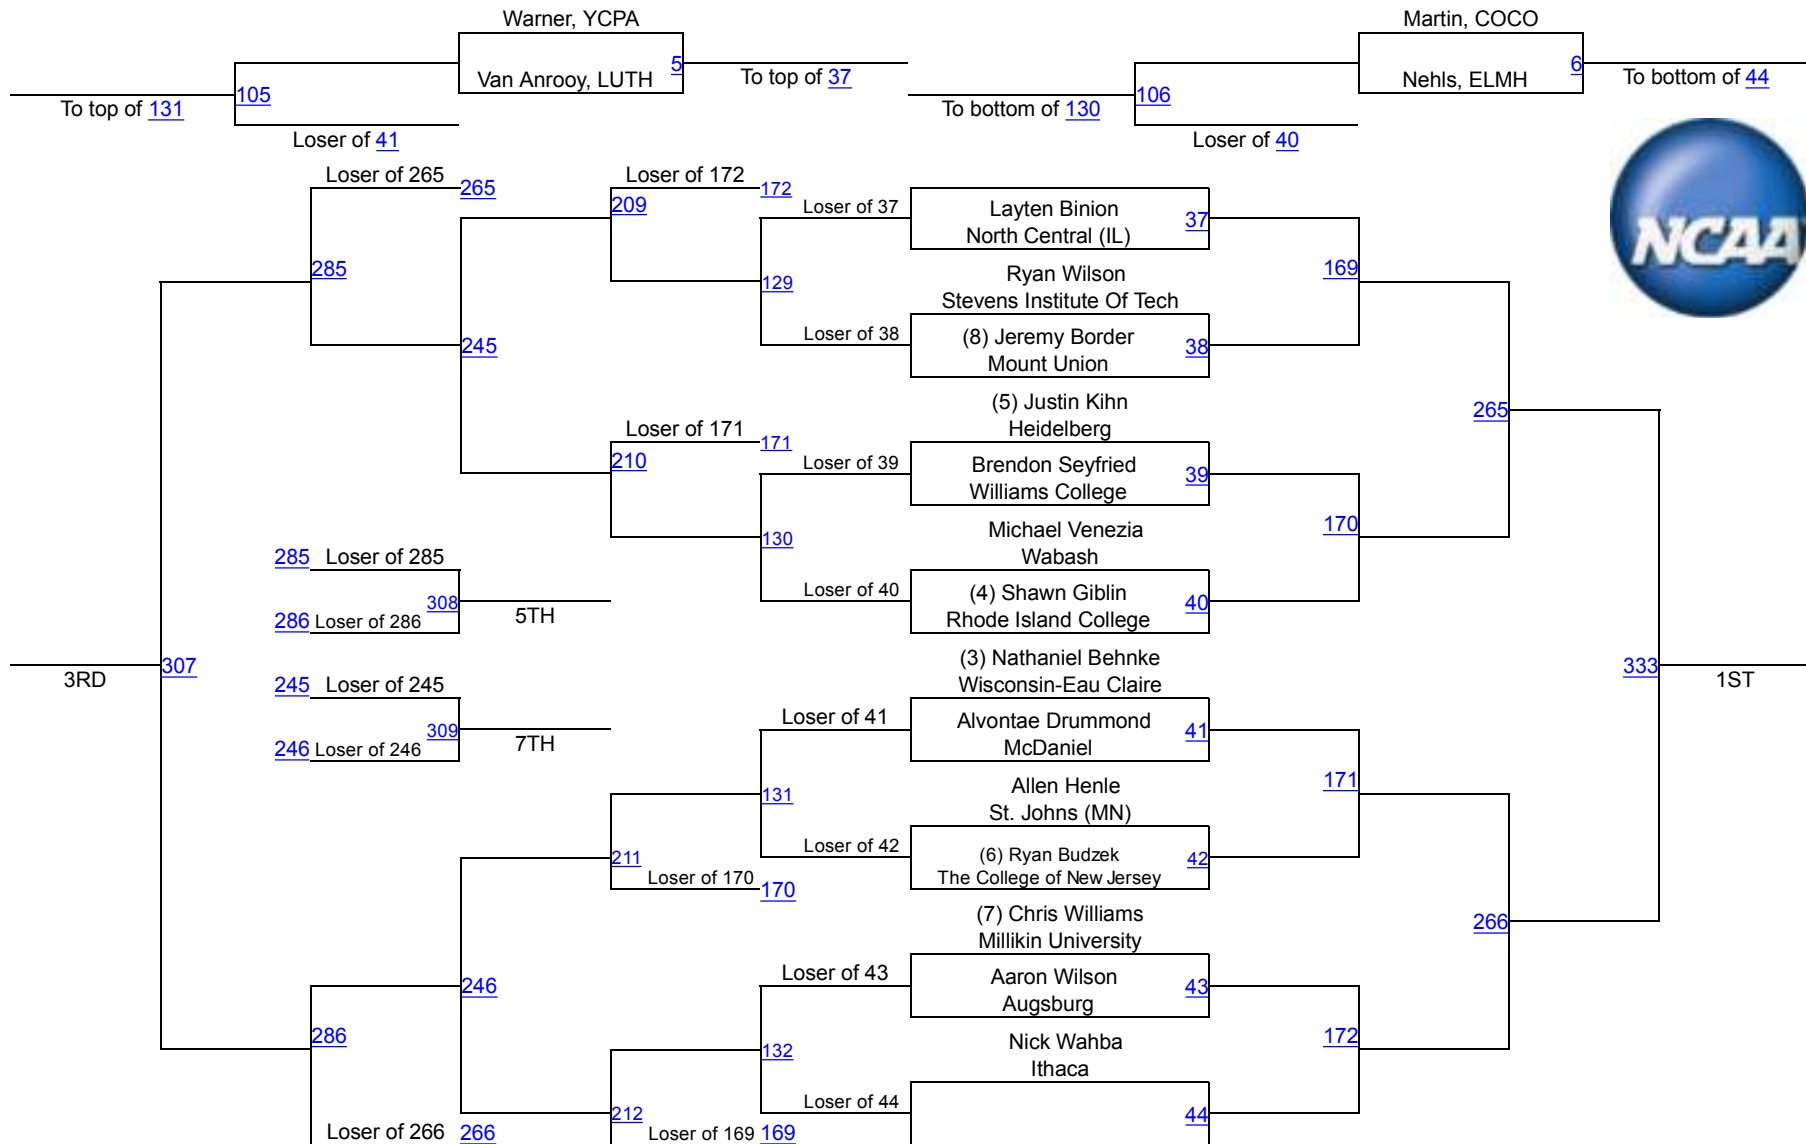 Warner, YCPA
Martin, COCO
5
6
Van Anrooy, LUTH
To top of 37
Nehls, ELMH
To bottom of 44
105
106
To top of 131
To bottom of 130
Loser of 41
Loser of 40
NCAA
Loser of 265 265
Loser of 172 172
209
Loser of 37
Layten Binion
North Central (IL)
37
285
129
Ryan Wilson
Stevens Institute Of Tech
169
Loser of 38
(8) Jeremy Border
Mount Union
38
245
(5) Justin Kihn
Heidelberg
265
Loser of 171 171
210
Loser of 39
Brendon Seyfried
Williams College
39
130
Michael Venezia
Wabash
170
285 Loser of 285
308
286 Loser of 286
5TH
Loser of 40
(4) Shawn Giblin
Rhode Island College
40
(3) Nathaniel Behnke
Wisconsin-Eau Claire
3RD
307
333
1ST
245 Loser of 245
309
246 Loser of 246
7TH
Loser of 41
Alvontae Drummond
McDaniel
41
131
Allen Henle
St. Johns (MN)
171
211
Loser of 42
(6) Ryan Budzek
The College of New Jersey
42
Loser of 170 170
(7) Chris Williams
Millikin University
266
246
Loser of 43
Aaron Wilson
Augsburg
43
286
132
Nick Wahba
Ithaca
172
Loser of 44
44
212
Loser of 266 266
Loser of 169 169